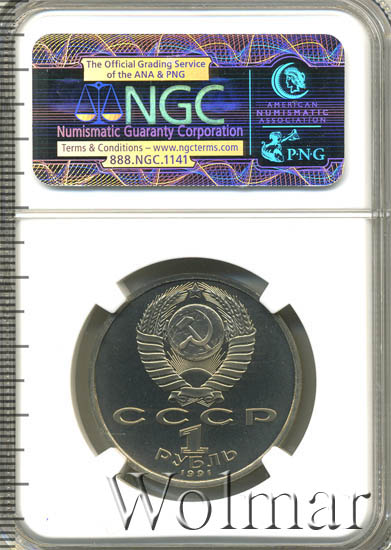 The Official Grading Service
of the ANA & PNG
NGC
Numismatic Guaranty Corporation
Terms & Conditions – www.ngcterms.com
888.NGC.1141
AMERICAN
NUMISMATIC
ASSOCIATION
P·N·G
СССР
1
РУБЛЬ
1991
Wolmar